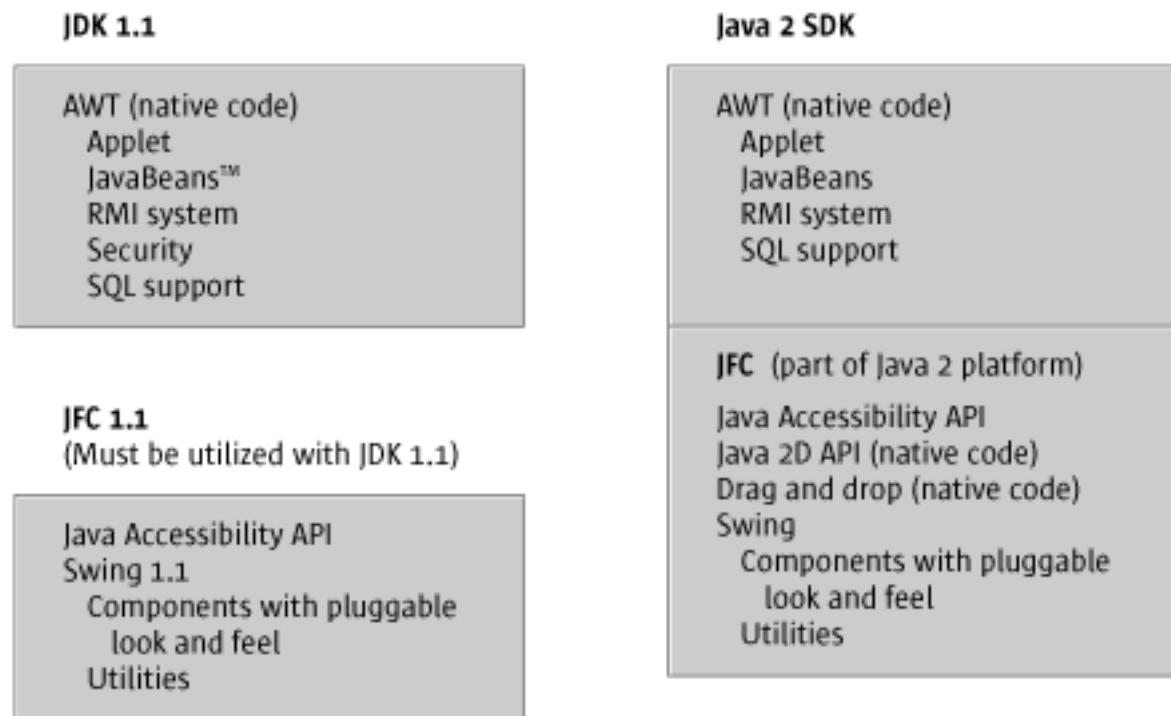 JDK 1.1
AWT (native code)
Applet
JavaBeans™
RMI system
Security
SQL support
JFC 1.1
(Must be utilized with JDK 1.1)
Java Accessibility API
Swing 1.1
Components with pluggable
look and feel
Utilities
Java 2 SDK
AWT (native code)
Applet
JavaBeans
RMI system
SQL support
JFC (part of Java 2 platform)
Java Accessibility API
Java 2D API (native code)
Drag and drop (native code)
Swing
Components with pluggable
look and feel
Utilities